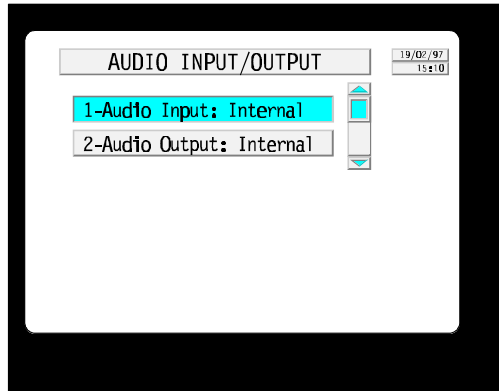 AUDIO INPUT/OUTPUT
19/02/97
15:10
1-Audio Input: Internal
2-Audio Output: Internal